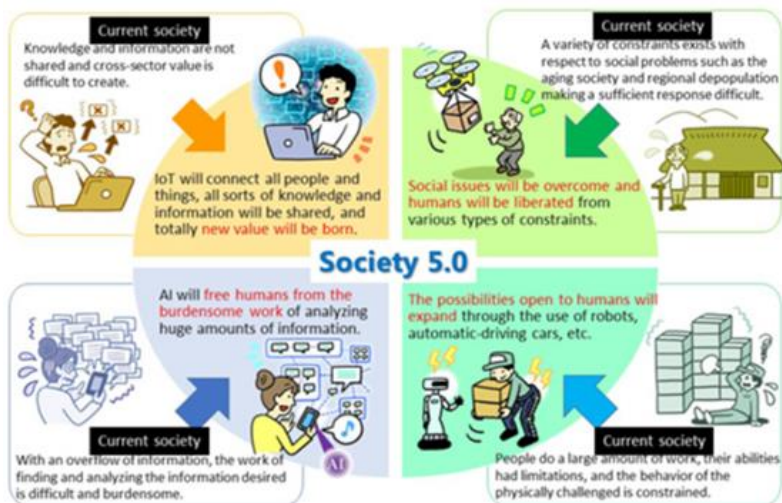 Current society
Knowledge and information are not
shared and cross-sector value is
difficult to create.
IoT will connect all people and
things, all sorts of knowledge and
information will be shared, and
totally new value will be born.
Current society
A variety of constraints exists with
respect to social problems such as the
aging society and regional depopulation
making a sufficient response difficult.
Social issues will be overcome and
humans will be liberated from
various types of constraints.
Society 5.0
AI will free humans from the
burdensome work of analyzing
huge amounts of information.
AI
Current society
With an overflow of information, the work of
finding and analyzing the information desired
is difficult and burdensome.
The possibilities open to humans will
expand through the use of robots,
automatic-driving cars, etc.
Current society
People do a large amount of work, their abilities
had limitations, and the behavior of the
physically challenged is constrained.